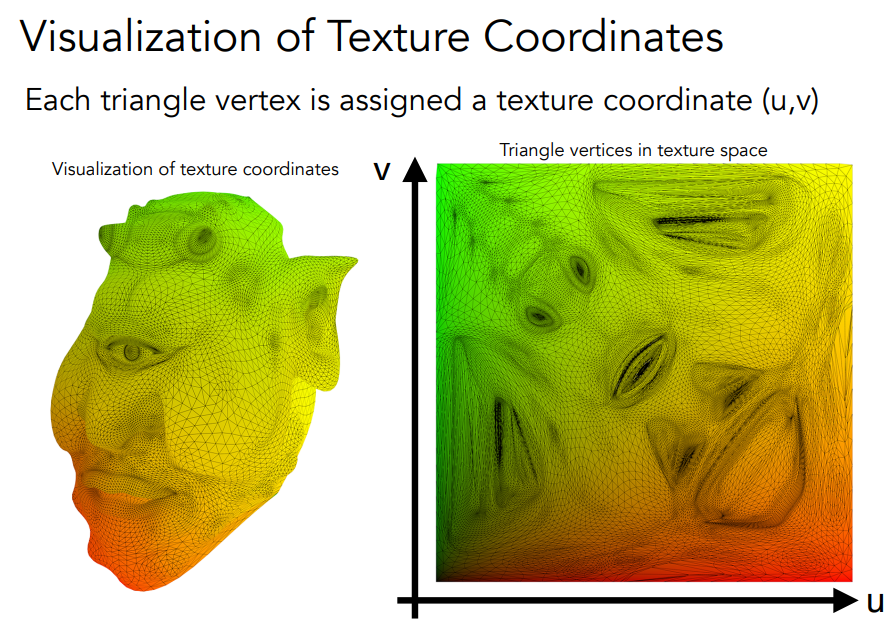 Visualization of Texture Coordinates
Each triangle vertex is assigned a texture coordinate (u,v)
Visualization of texture coordinates
Triangle vertices in texture space
v
u